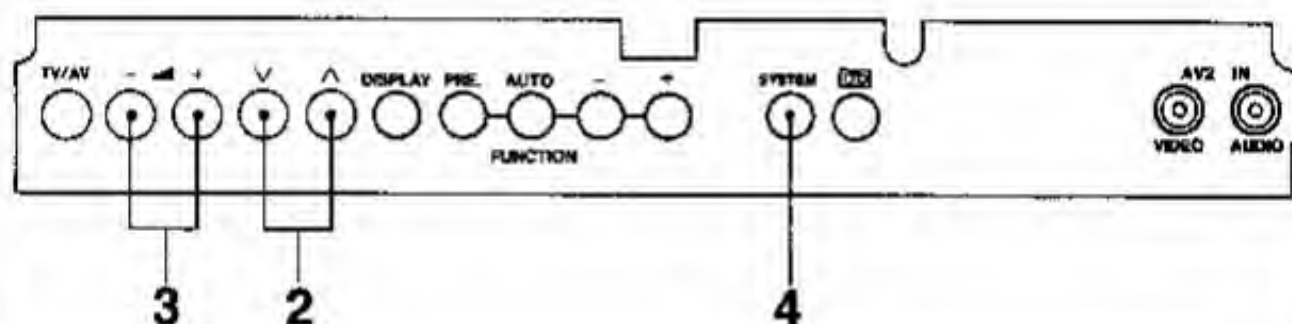 TV/AV - + DISPLAY PRE. AUTO - + SYSTEM
FUNCTION
AV2 IN
VIDEO AUDIO
3 2 4